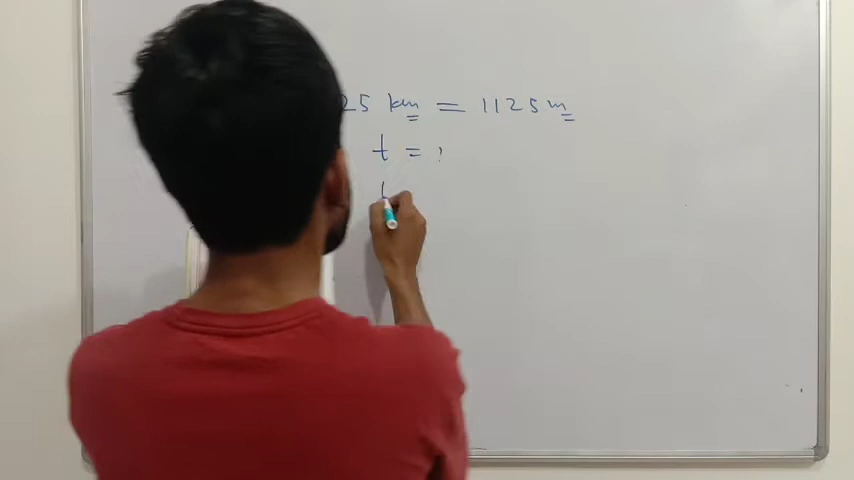 25 km = 1125 m
t = ?